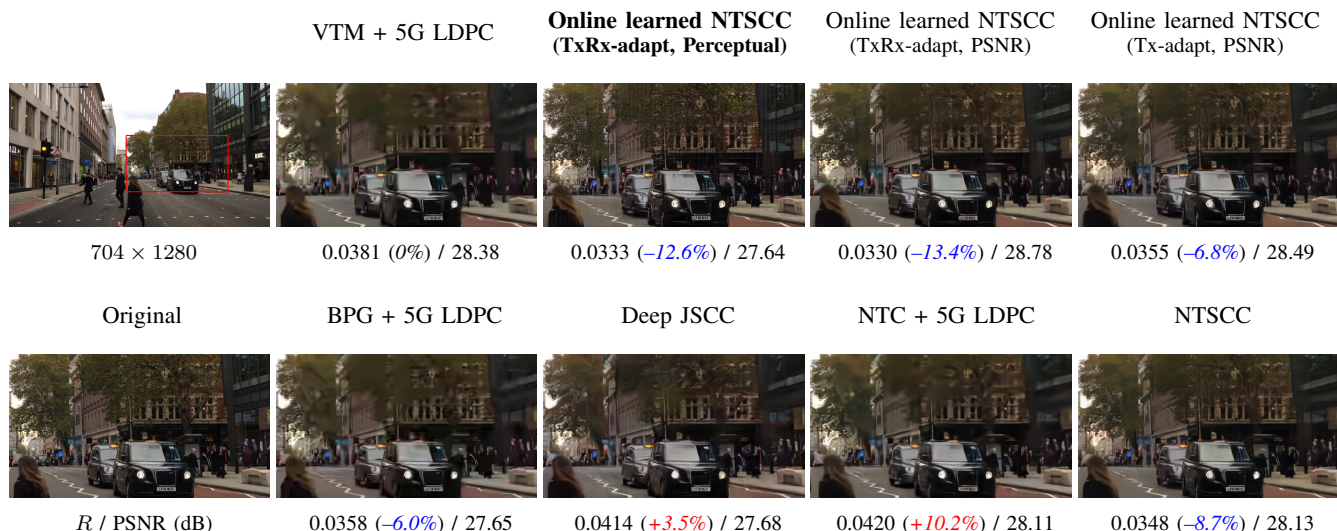 VTM + 5G LDPC
Online learned NTSCC
(TxRx-adapt, Perceptual)
Online learned NTSCC
(TxRx-adapt, PSNR)
Online learned NTSCC
(Tx-adapt, PSNR)
704 × 1280
0.0381 (0%) / 28.38
0.0333 (–12.6%) / 27.64
0.0330 (–13.4%) / 28.78
0.0355 (–6.8%) / 28.49
Original
BPG + 5G LDPC
Deep JSCC
NTC + 5G LDPC
NTSCC
R / PSNR (dB)
0.0358 (–6.0%) / 27.65
0.0414 (+3.5%) / 27.68
0.0420 (+10.2%) / 28.11
0.0348 (–8.7%) / 28.13